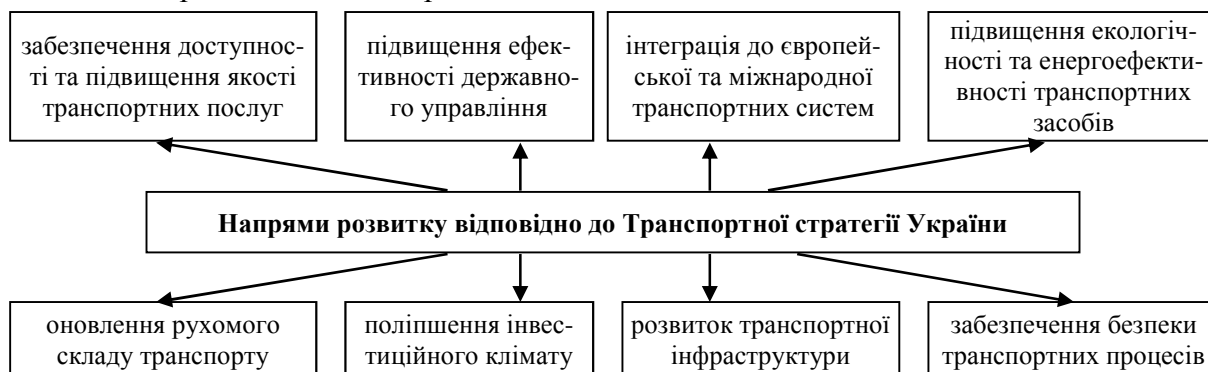 забезпечення доступнос-
ті та підвищення якості
транспортних послуг
підвищення ефек-
тивності державно-
го управління
інтеграція до європей-
ської та міжнародної
транспортних систем
підвищення екологіч-
ності та енергоефекти-
вності транспортних
засобів
Напрями розвитку відповідно до Транспортної стратегії України
оновлення рухомого
складу транспорту
поліпшення інвес-
тиційного клімату
розвиток транспортної
інфраструктури
забезпечення безпеки
транспортних процесів